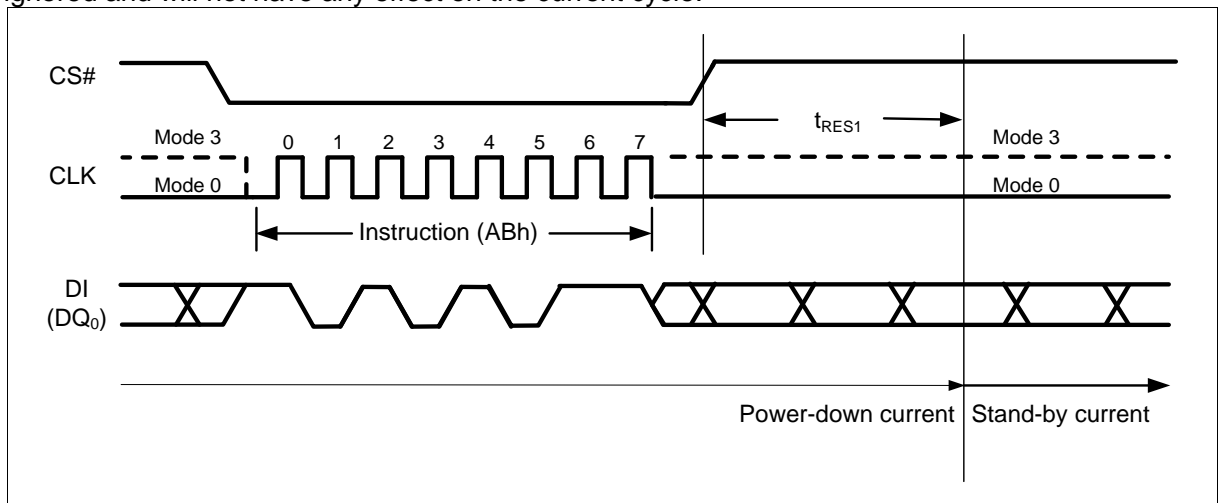 ignored and will not have any effect on the current cycle.
CS#
tRES1
Mode 3 0 1 2 3 4 5 6 7 Mode 3
CLK
Mode 0 Mode 0
Instruction (ABh)
DI
(DQ0)
Power-down current Stand-by current